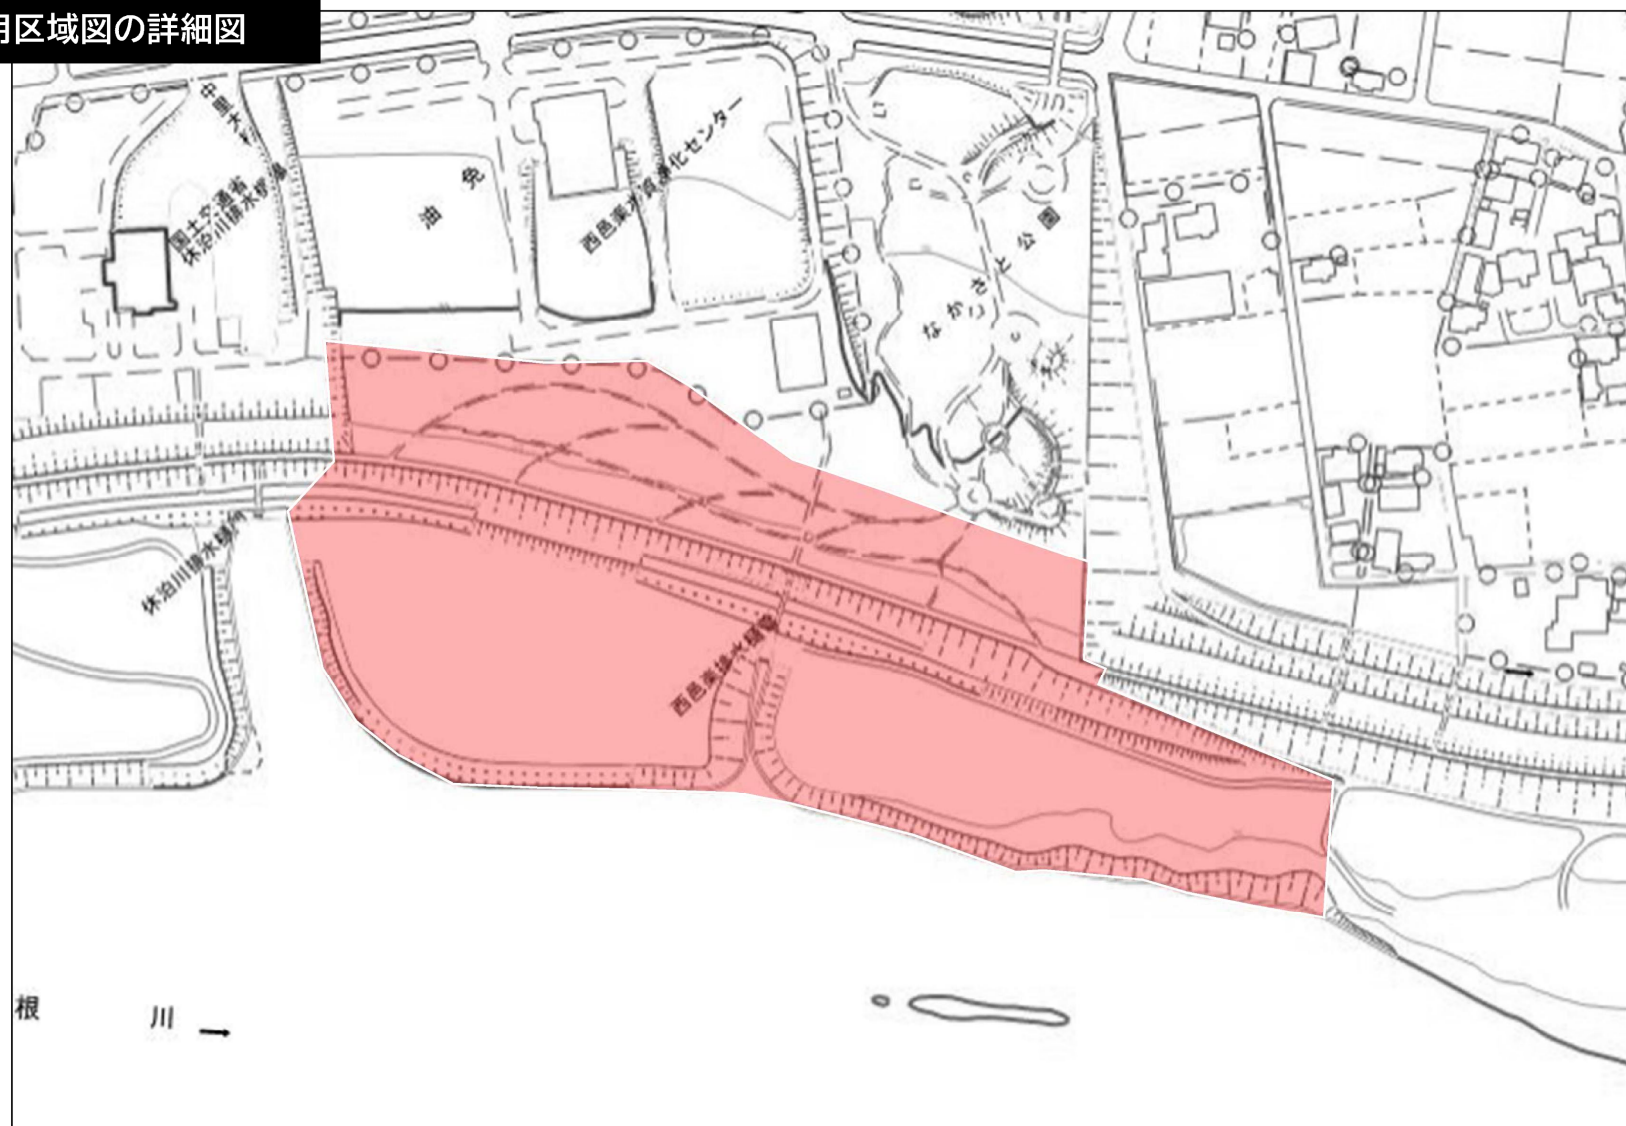 用区域図の詳細図
中原大
国土交通省
休泊川排水機場
油免
西邑楽水質浄化センター
なかさと公園
休泊川排水樋門
西邑楽排水樋管
根川